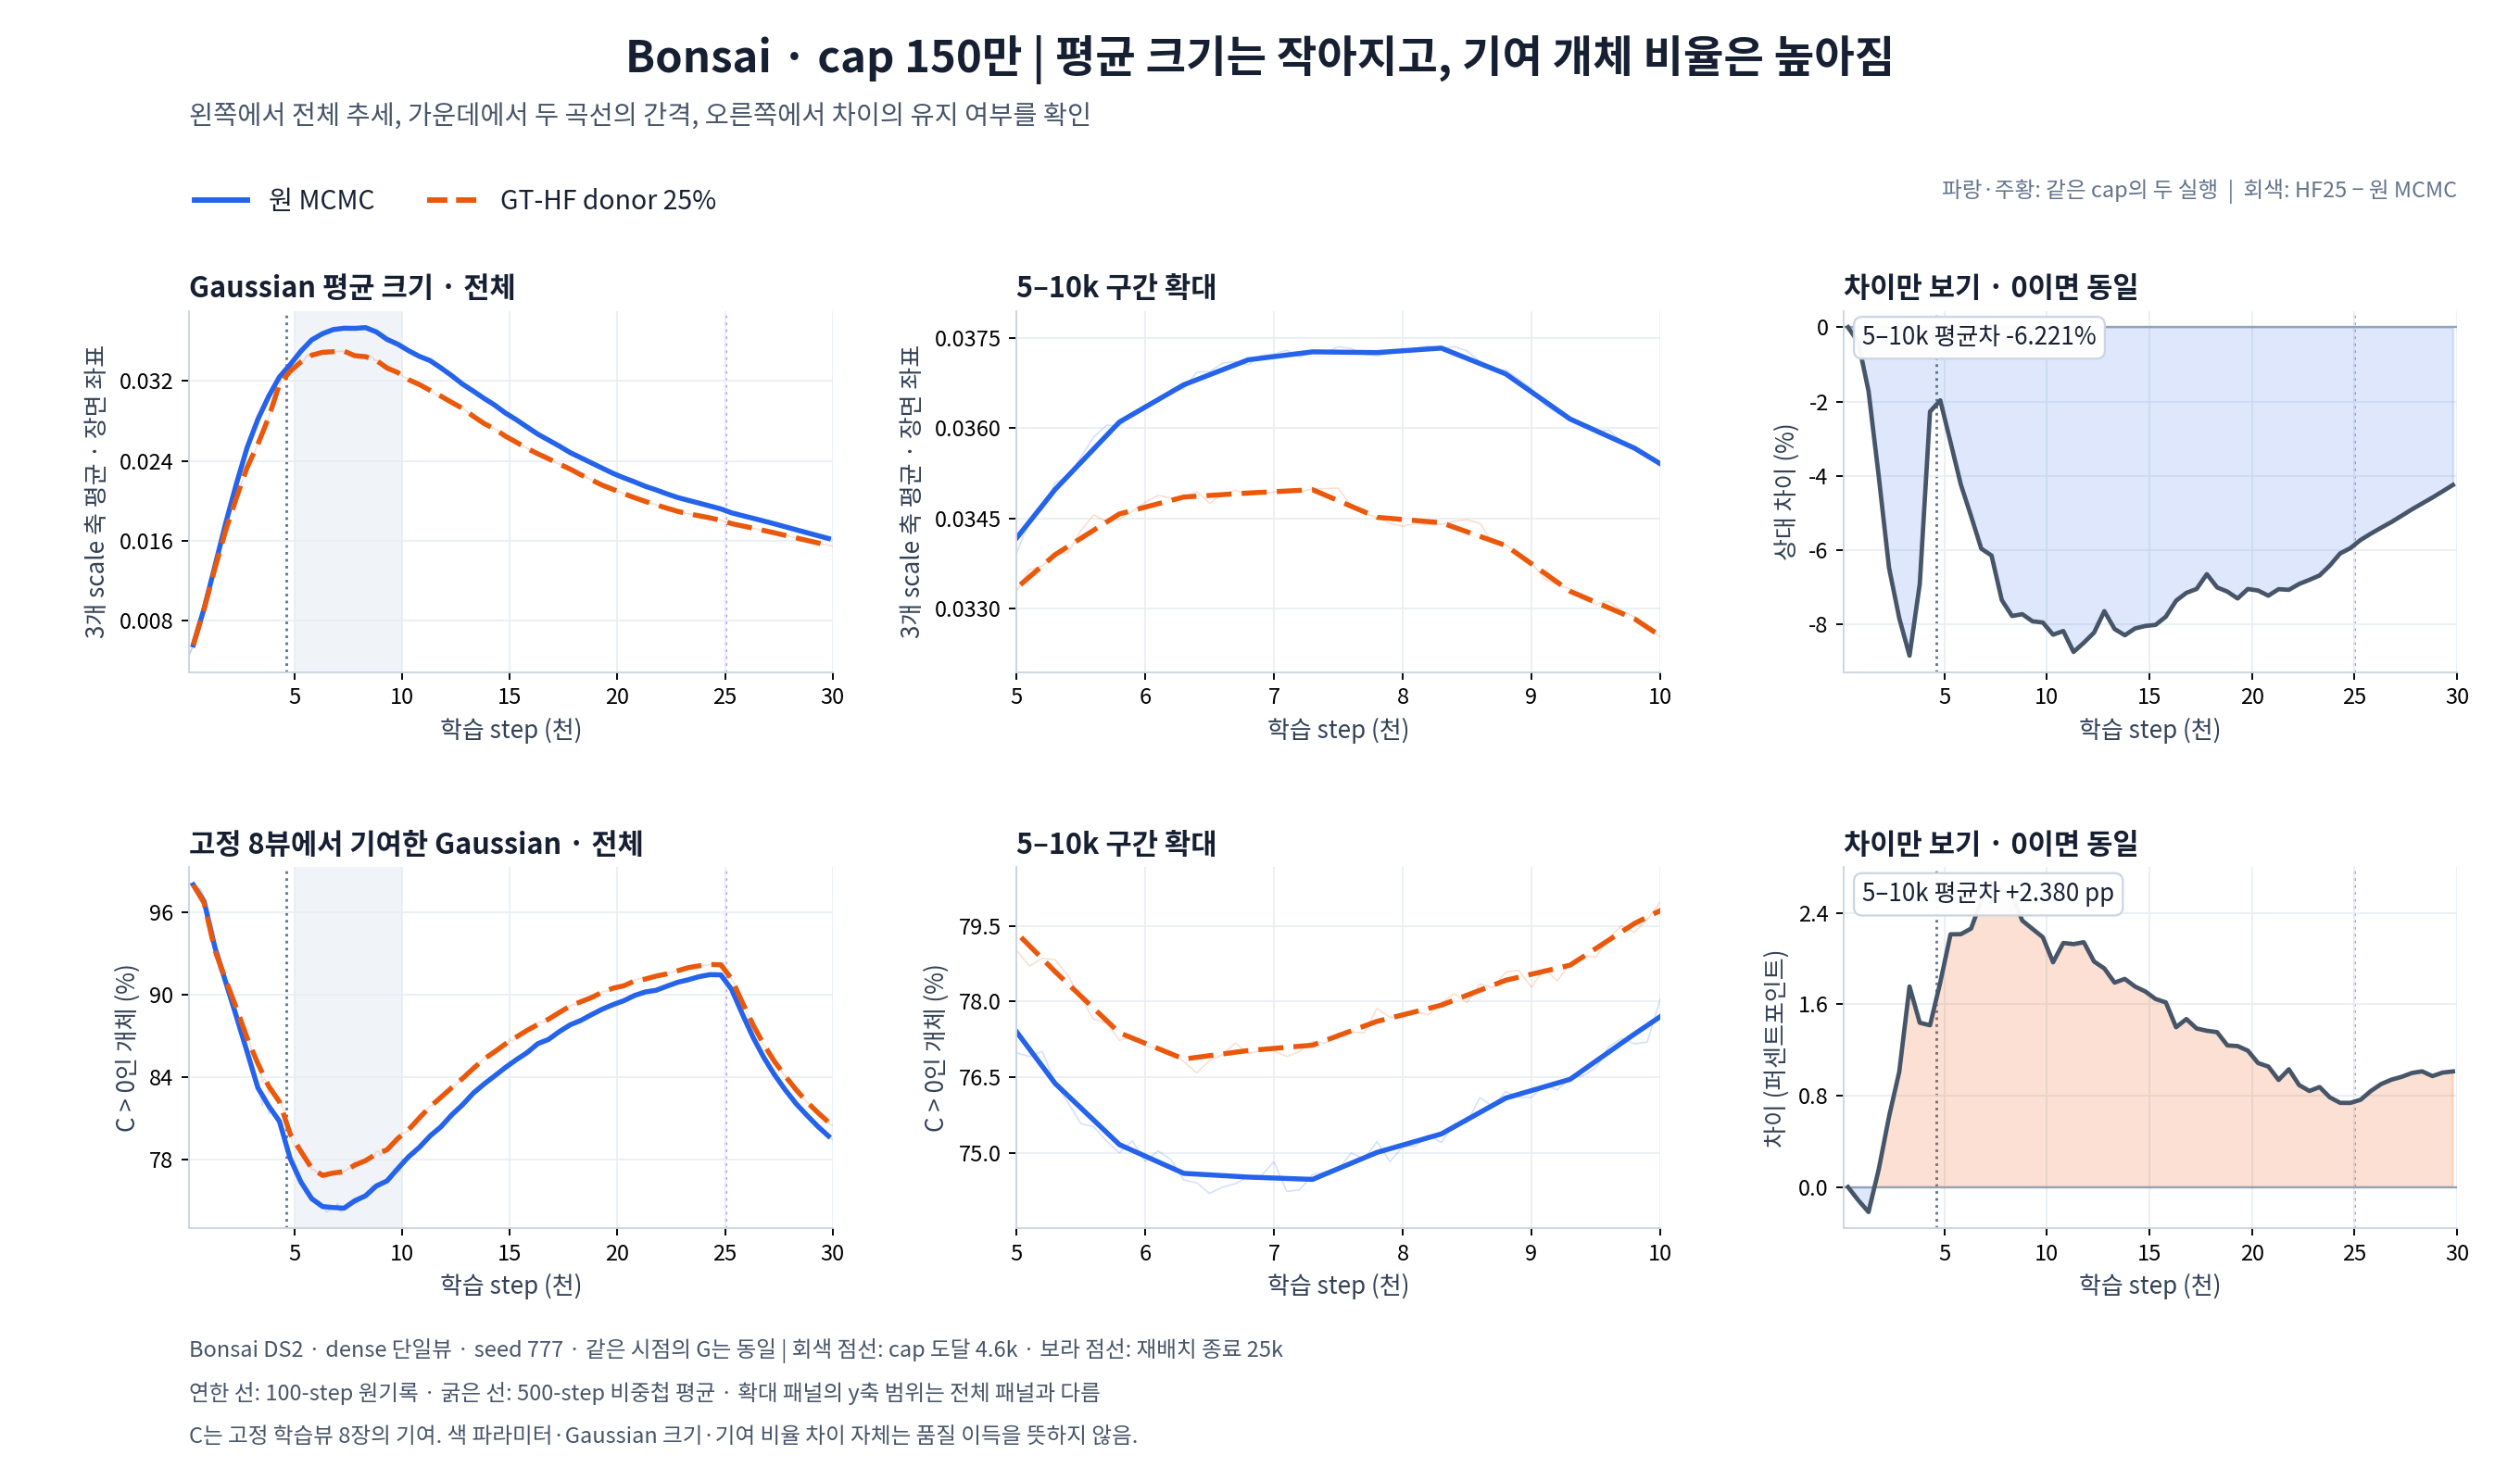 Bonsai · cap 150만 | 평균 크기는 작아지고, 기여 개체 비율은 높아짐
왼쪽에서 전체 추세, 가운데에서 두 곡선의 간격, 오른쪽에서 차이의 유지 여부를 확인
원 MCMC
GT-HF donor 25%
파랑·주황: 같은 cap의 두 실행 | 회색: HF25 − 원 MCMC
Gaussian 평균 크기 · 전체
3개 scale 축 평균 · 장면 좌표
0.032
0.024
0.016
0.008
5 10 15 20 25 30
학습 step (천)
5–10k 구간 확대
3개 scale 축 평균 · 장면 좌표
0.0375
0.0360
0.0345
0.0330
5 6 7 8 9 10
학습 step (천)
차이만 보기 · 0이면 동일
5–10k 평균차 -6.221%
상대 차이 (%)
0
-2
-4
-6
-8
5 10 15 20 25 30
학습 step (천)
고정 8뷰에서 기여한 Gaussian · 전체
C > 0인 개체 (%)
96
90
84
78
5 10 15 20 25 30
학습 step (천)
5–10k 구간 확대
C > 0인 개체 (%)
79.5
78.0
76.5
75.0
5 6 7 8 9 10
학습 step (천)
차이만 보기 · 0이면 동일
5–10k 평균차 +2.380 pp
차이 (퍼센트포인트)
2.4
1.6
0.8
0.0
5 10 15 20 25 30
학습 step (천)
Bonsai DS2 · dense 단일뷰 · seed 777 · 같은 시점의 G는 동일 | 회색 점선: cap 도달 4.6k · 보라 점선: 재배치 종료 25k
연한 선: 100-step 원기록 · 굵은 선: 500-step 비중첩 평균 · 확대 패널의 y축 범위는 전체 패널과 다름
C는 고정 학습뷰 8장의 기여. 색 파라미터·Gaussian 크기·기여 비율 차이 자체는 품질 이득을 뜻하지 않음.